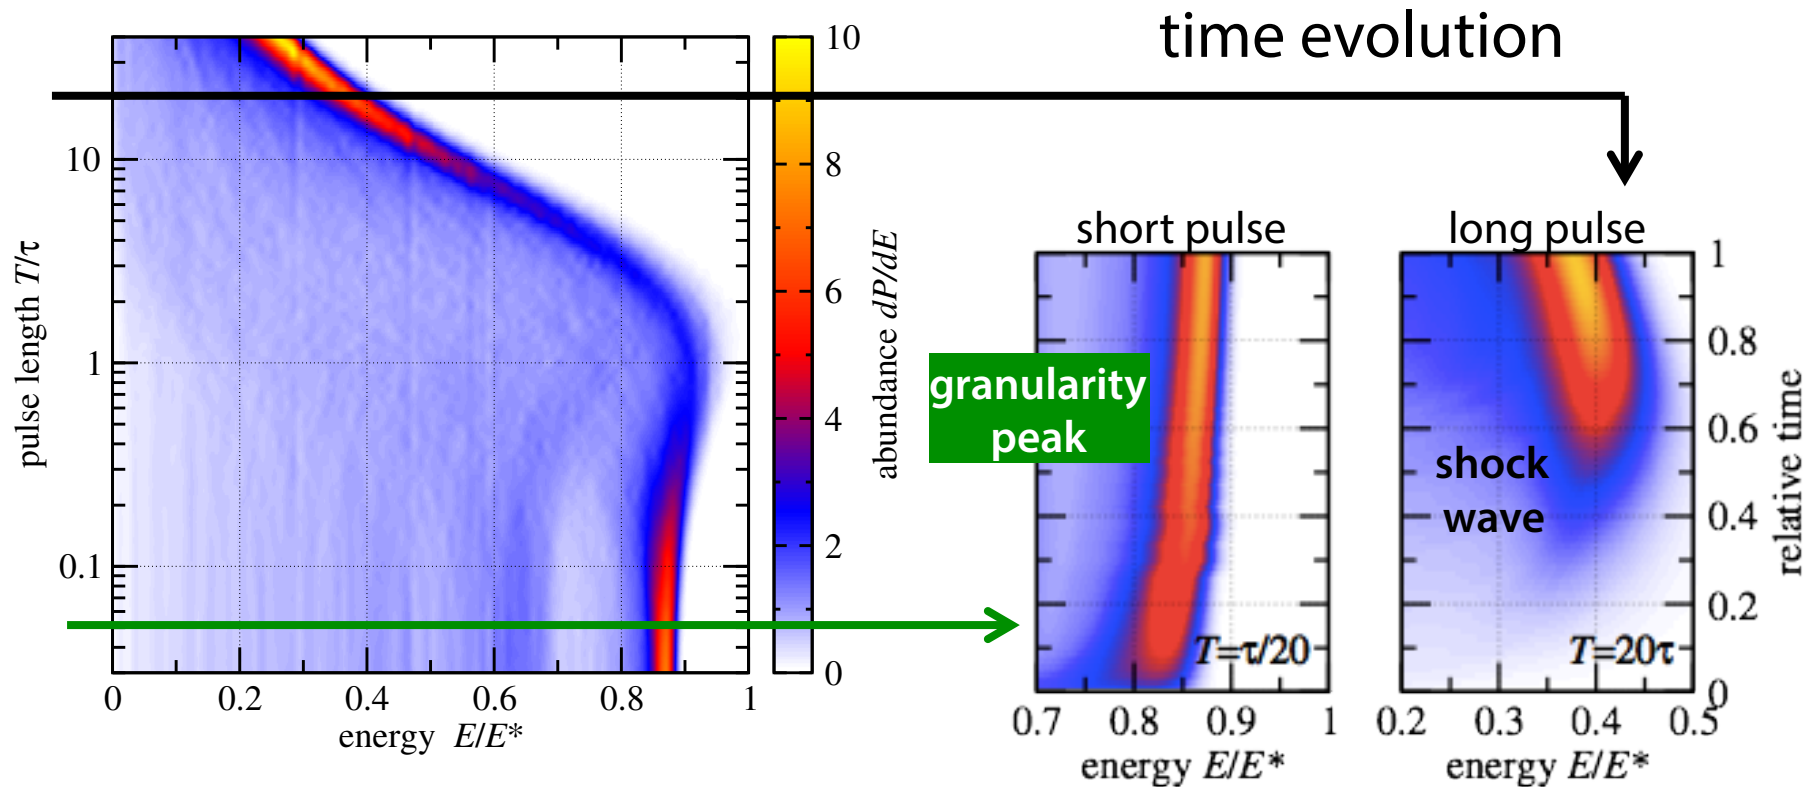 time evolution
10
1
0.1
pulse length T/τ
0
0.2
0.4
0.6
0.8
1
energy E/E*
10
8
6
4
2
0
abundance dP/dE
short pulse
granularity
peak
T=τ/20
0.7
0.8
0.9
1
energy E/E*
long pulse
shock
wave
T=20τ
1
0.8
0.6
0.4
0.2
0
relative time
0.2
0.3
0.4
0.5
energy E/E*